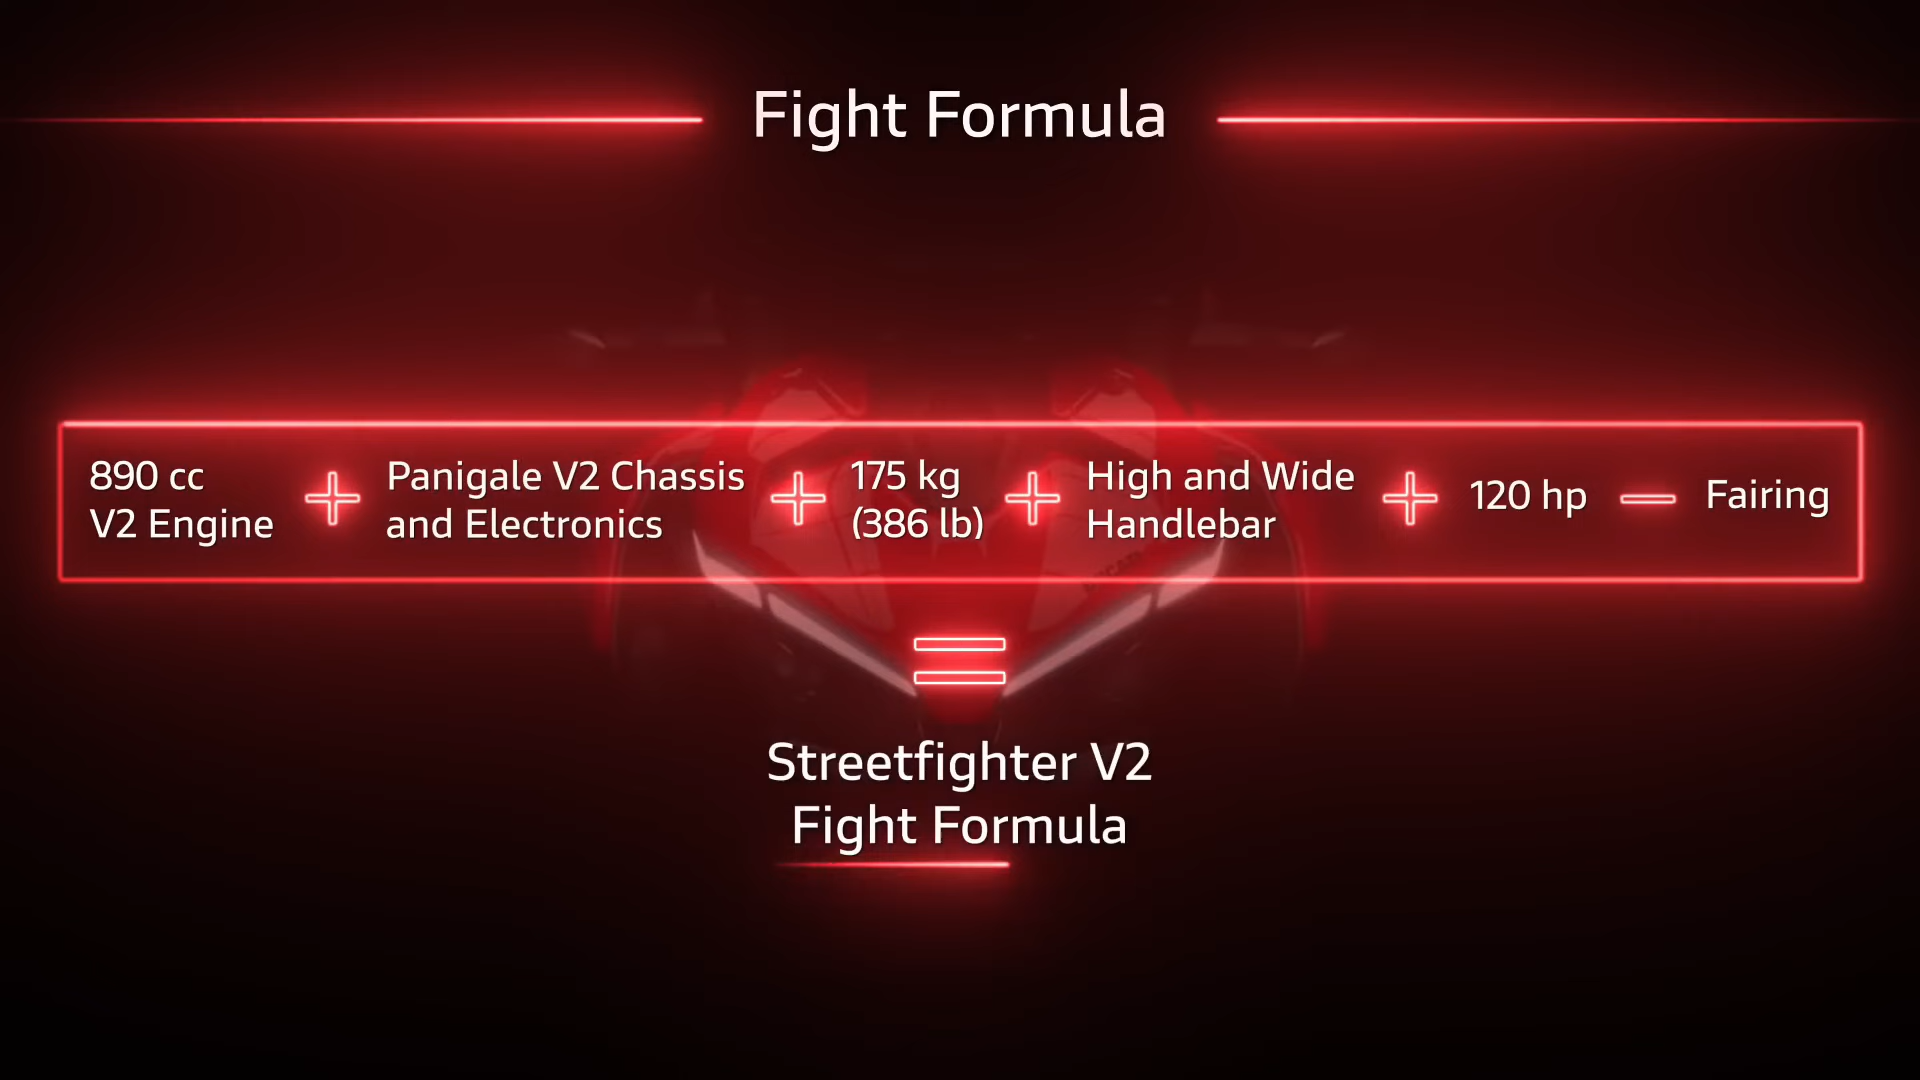 Fight Formula
890 cc
V2 Engine
Panigale V2 Chassis
and Electronics
175 kg
(386 lb)
High and Wide
Handlebar
120 hp
Fairing
DUCATI
Streetfighter V2
Fight Formula